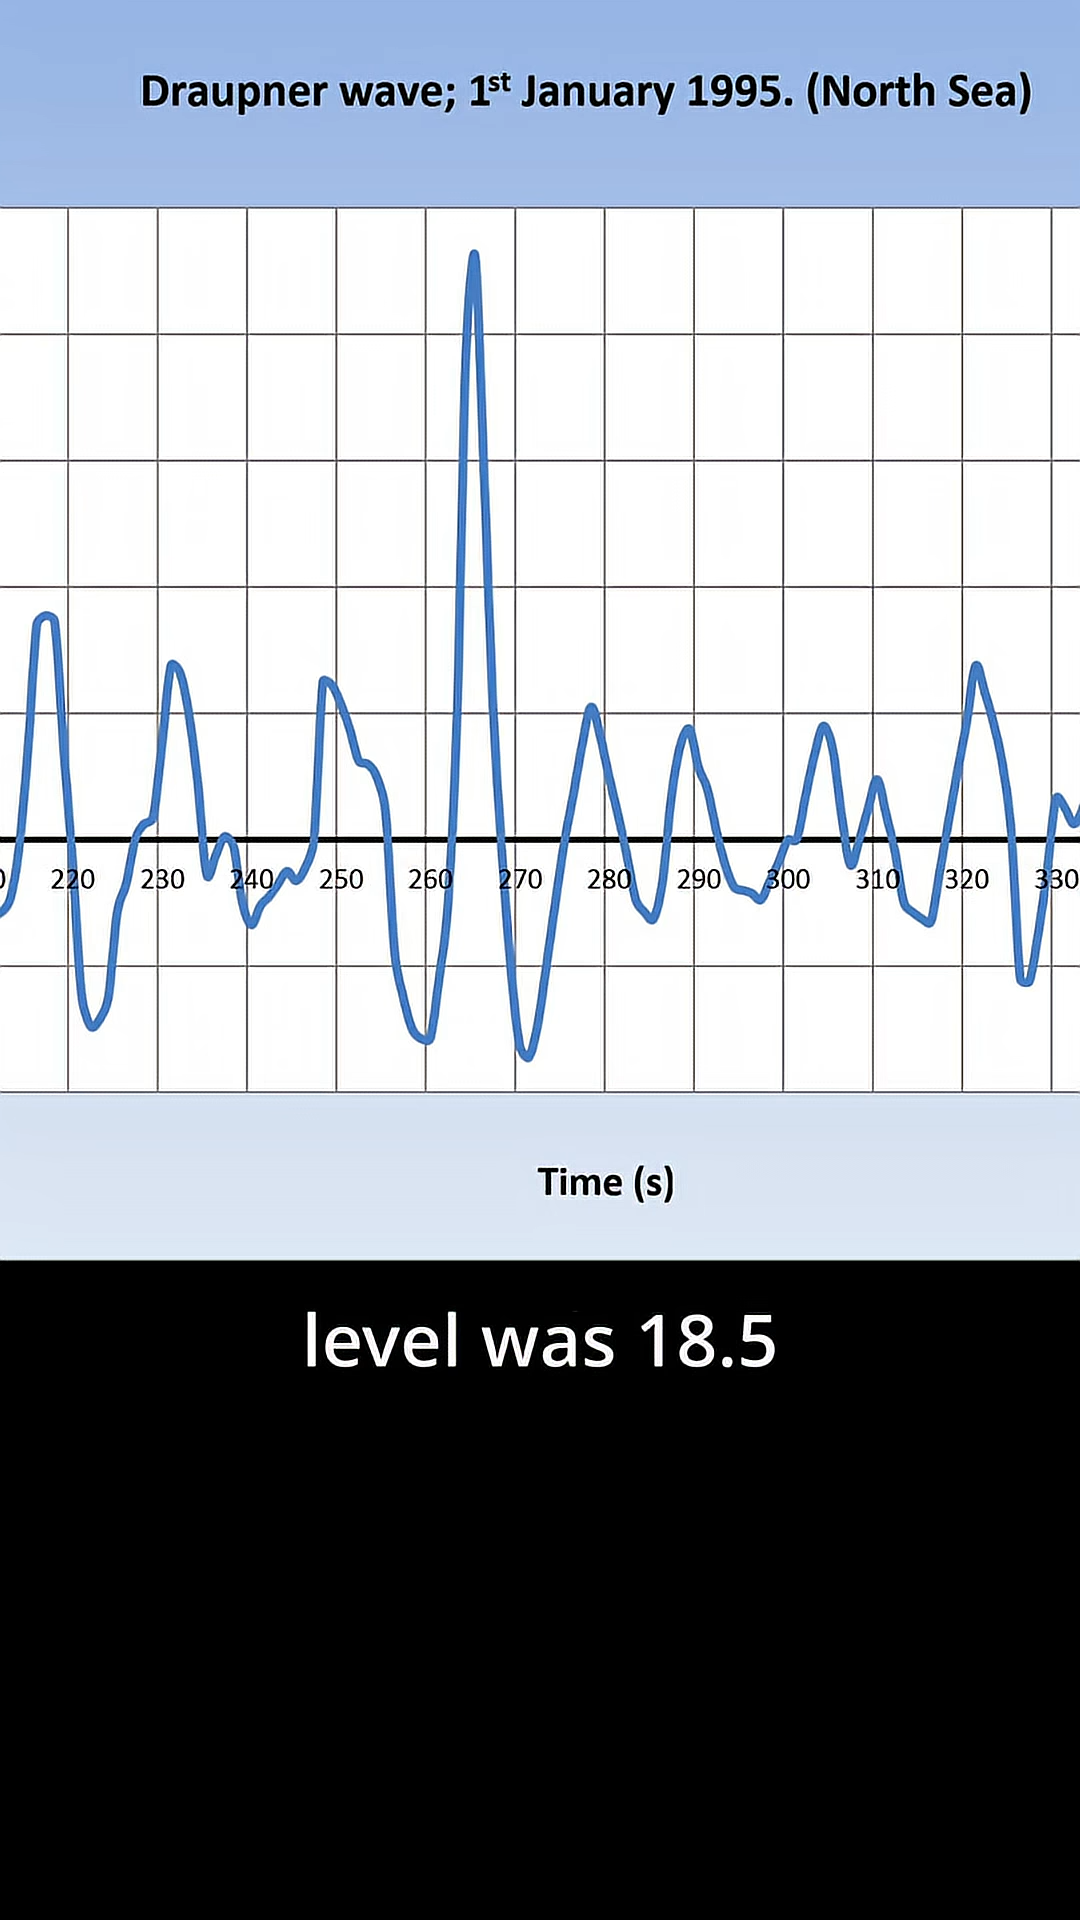 Draupner wave; 1st January 1995. (North Sea)
0 220 230 240 250 260 270 280 290 300 310 320 330
Time (s)
level was 18.5